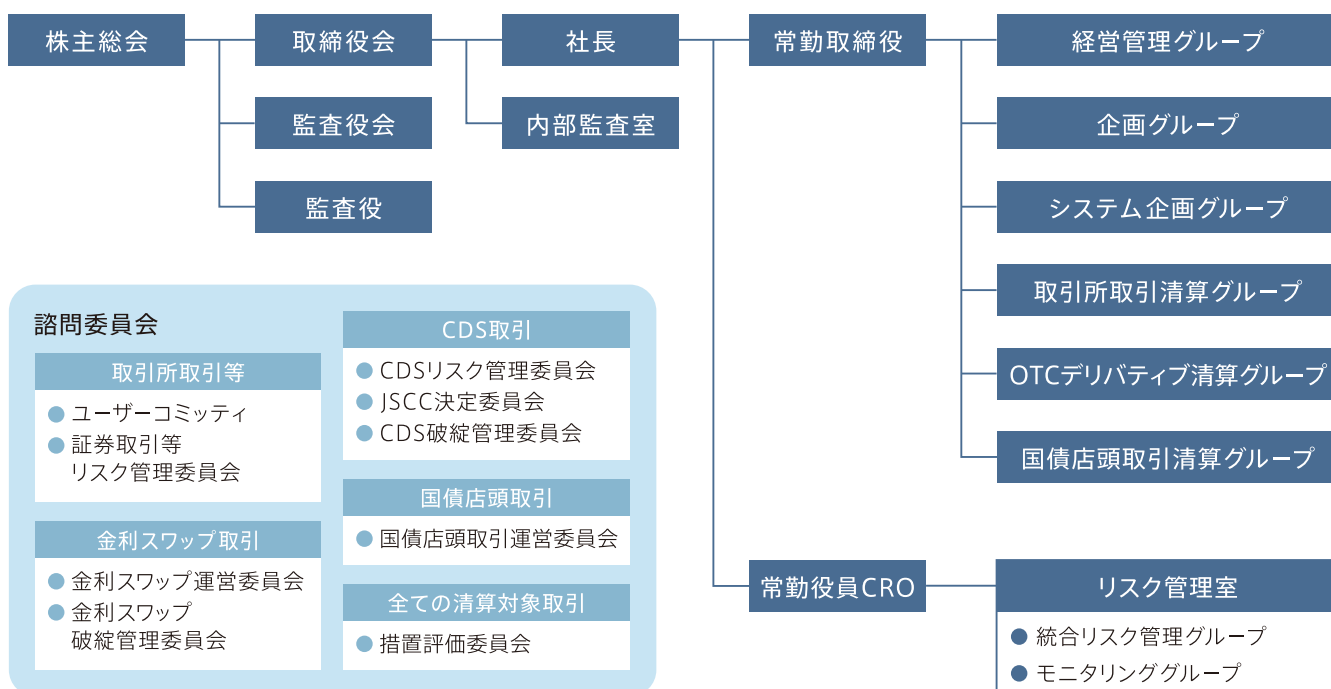 株主総会
取締役会
社長
常勤取締役
経営管理グループ
監査役会
内部監査室
企画グループ
監査役
システム企画グループ
取引所取引清算グループ
OTCデリバティブ清算グループ
国債店頭取引清算グループ
諮問委員会
取引所取引等
ユーザーコミッティ
証券取引等
リスク管理委員会
金利スワップ取引
金利スワップ運営委員会
金利スワップ
破綻管理委員会
CDS取引
CDSリスク管理委員会
JSCC決定委員会
CDS破綻管理委員会
国債店頭取引
国債店頭取引運営委員会
全ての清算対象取引
措置評価委員会
常勤役員CRO
リスク管理室
統合リスク管理グループ
モニタリンググループ